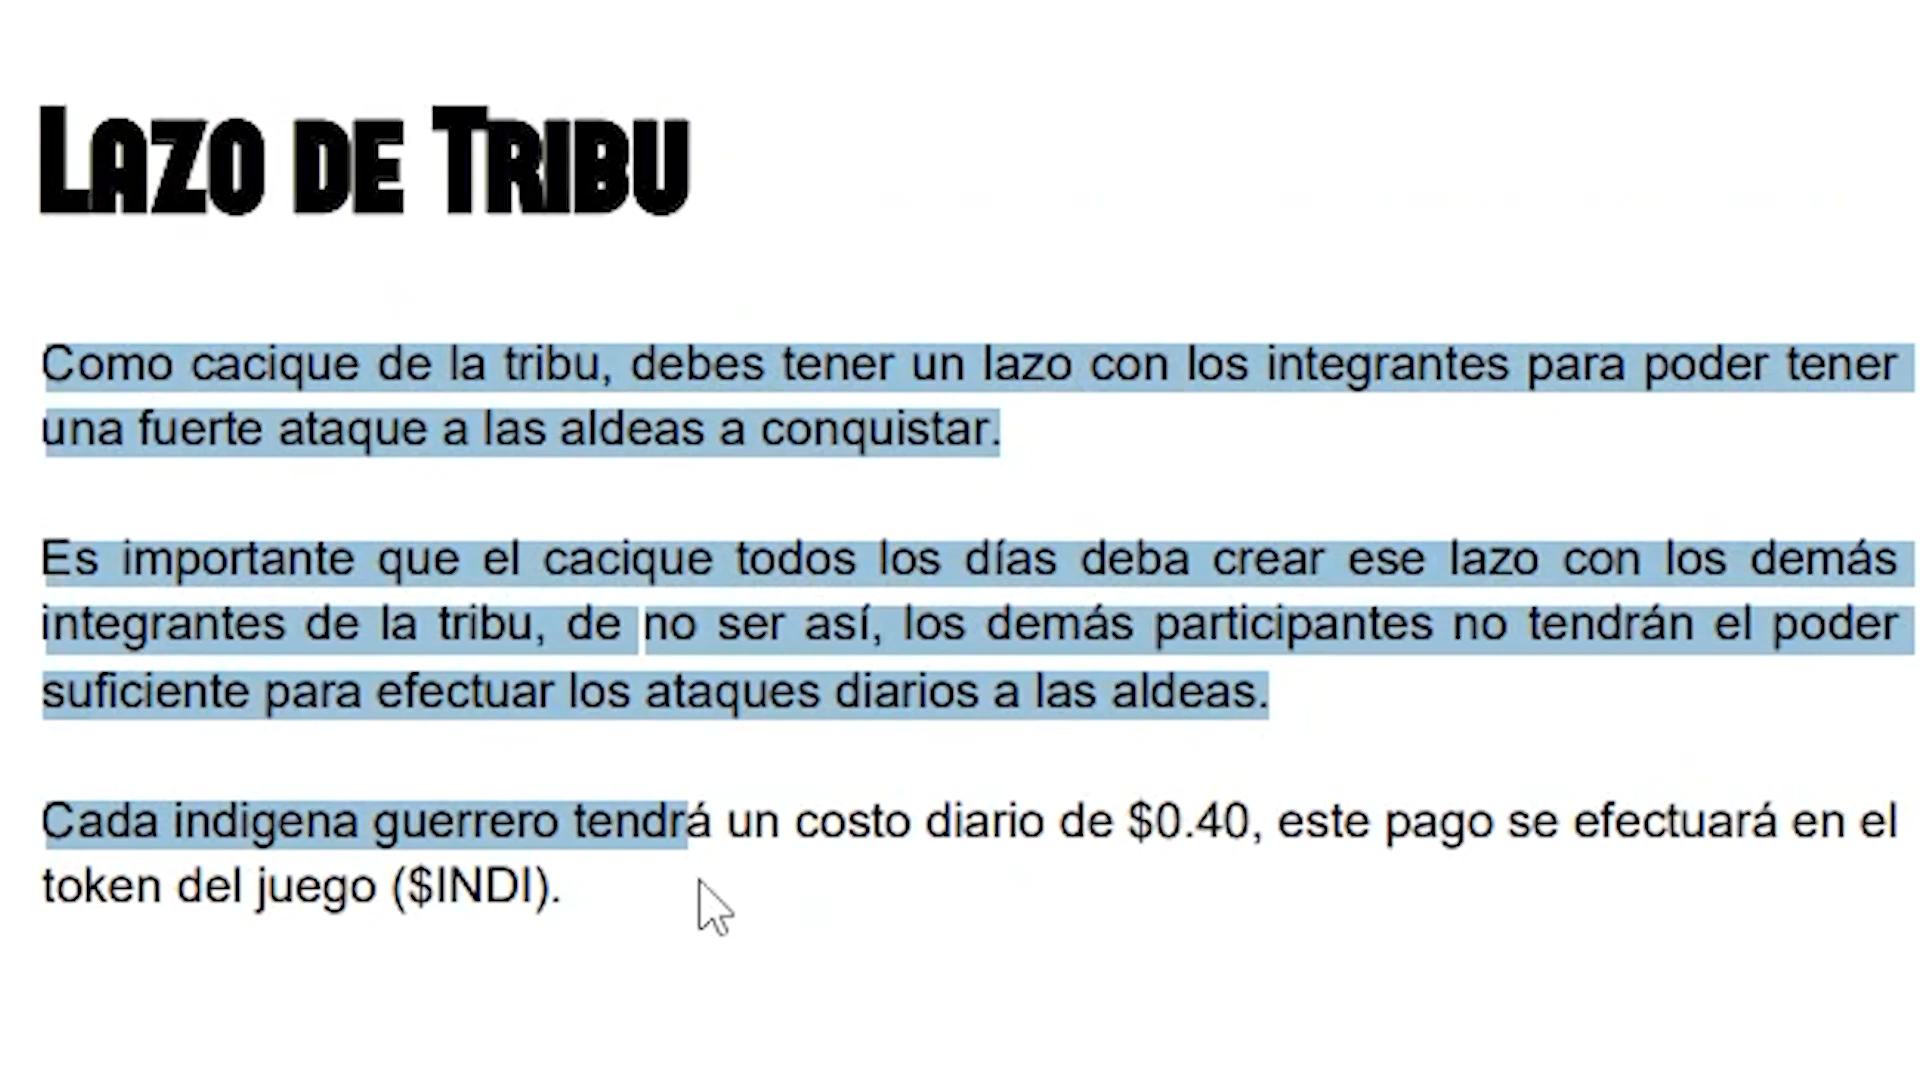 LAZO DE TRIBU
Como cacique de la tribu, debes tener un lazo con los integrantes para poder tener
una fuerte ataque a las aldeas a conquistar.
Es importante que el cacique todos los días deba crear ese lazo con los demás
integrantes de la tribu, de no ser así, los demás participantes no tendrán el poder
suficiente para efectuar los ataques diarios a las aldeas.
Cada indigena guerrero tendrá un costo diario de $0.40, este pago se efectuará en el
token del juego ($INDI).